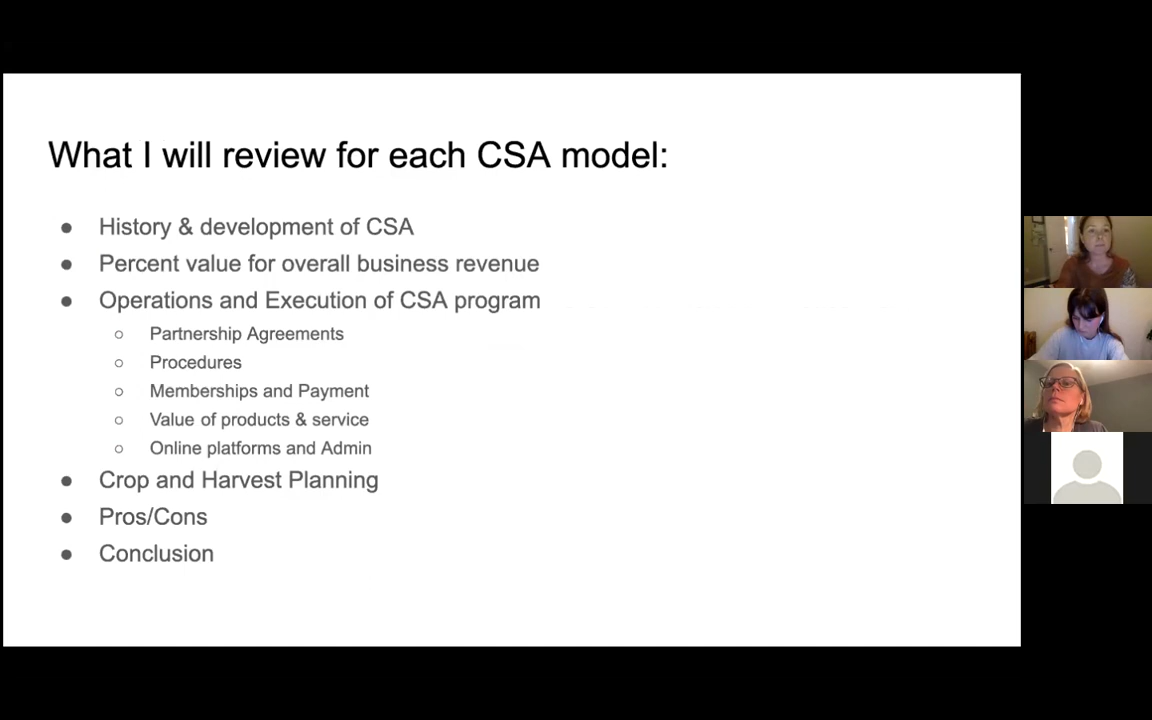 What I will review for each CSA model:
● History & development of CSA
● Percent value for overall business revenue
● Operations and Execution of CSA program
○ Partnership Agreements
○ Procedures
○ Memberships and Payment
○ Value of products & service
○ Online platforms and Admin
● Crop and Harvest Planning
● Pros/Cons
● Conclusion